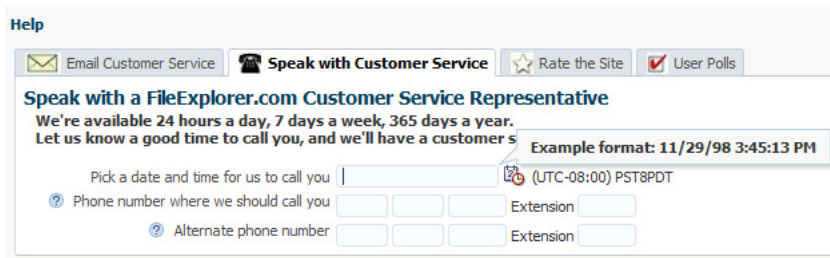 Help
Email Customer Service Speak with Customer Service Rate the Site User Polls
Speak with a FileExplorer.com Customer Service Representative
We're available 24 hours a day, 7 days a week, 365 days a year.
Let us know a good time to call you, and we'll have a customer s
Example format: 11/29/98 3:45:13 PM
Pick a date and time for us to call you (UTC-08:00) PST8PDT
Phone number where we should call you Extension
Alternate phone number Extension